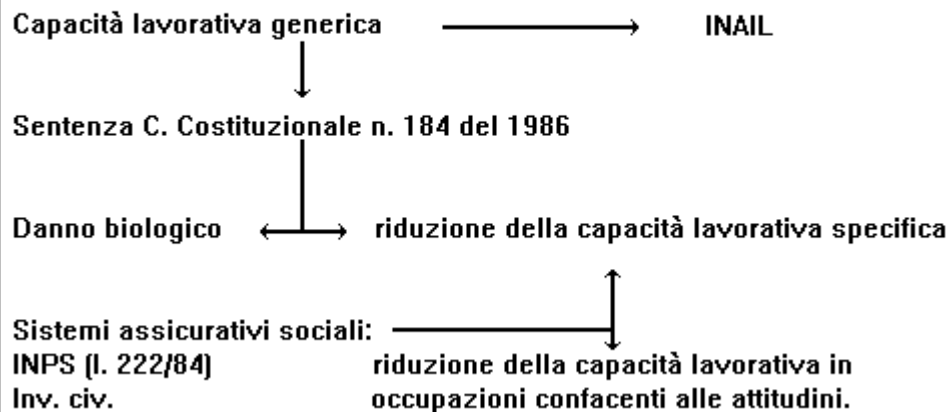 Capacità lavorativa generica INAIL
Sentenza C. Costituzionale n. 184 del 1986
Danno biologico riduzione della capacità lavorativa specifica
Sistemi assicurativi sociali:
INPS (l. 222/84) riduzione della capacità lavorativa in
Inv. civ. occupazioni confacenti alle attitudini.